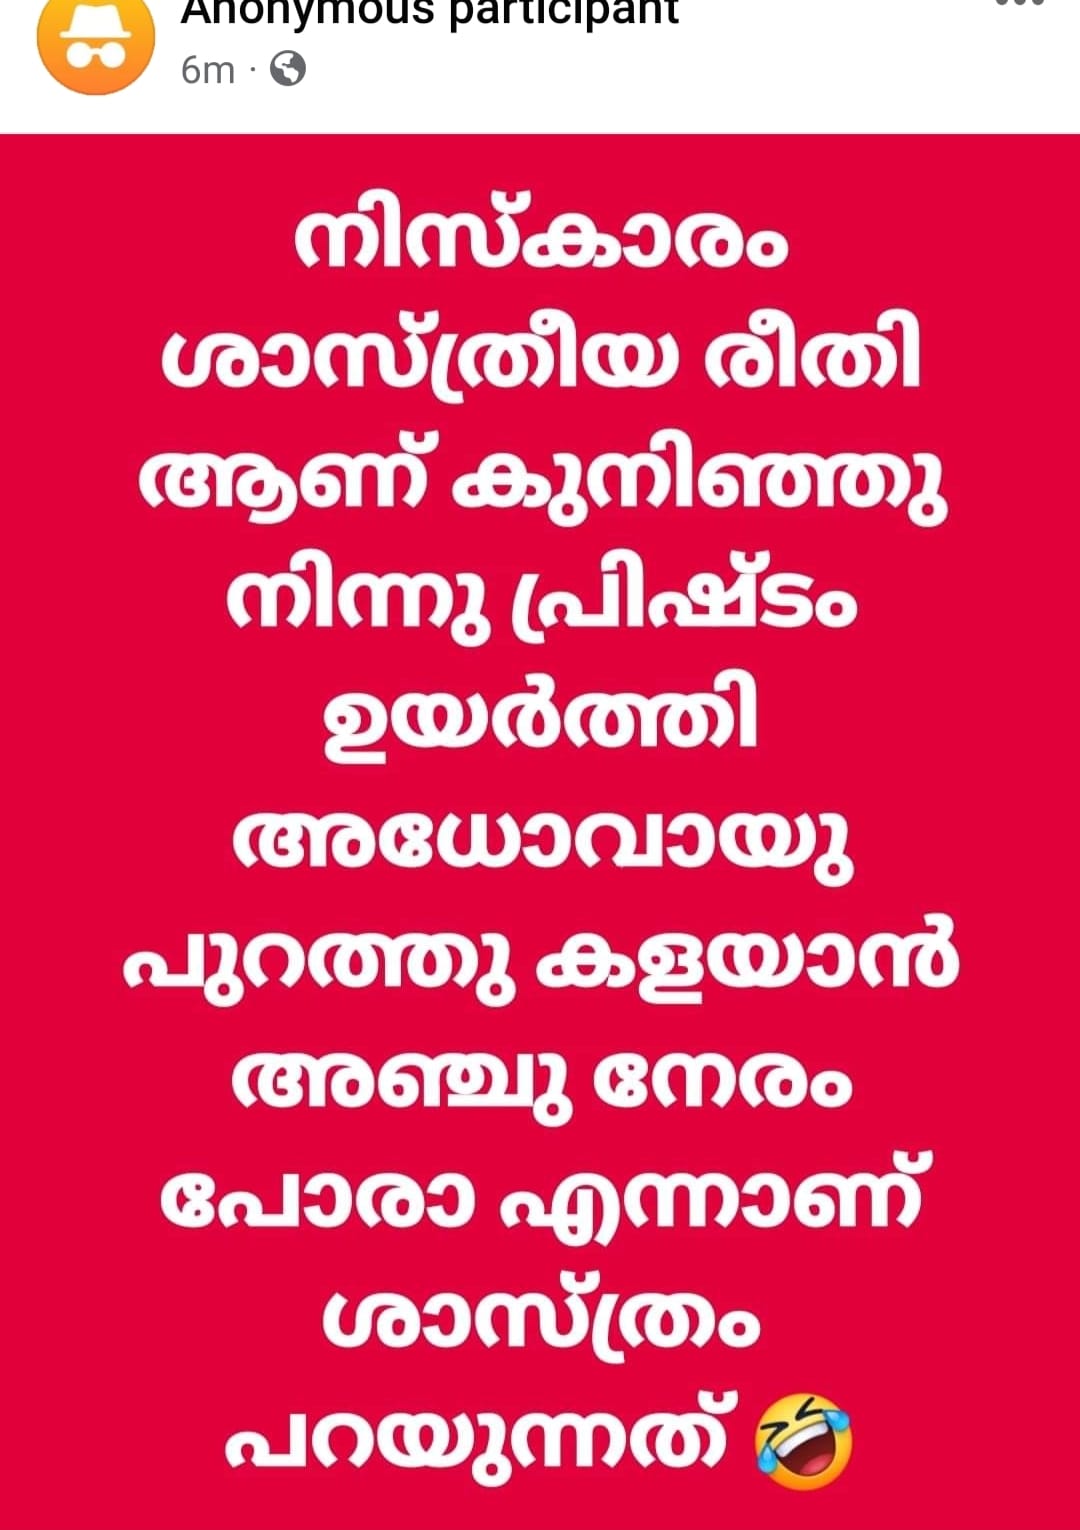 Anonymous participant
6m ·
നിസ്കാരം
ശാസ്ത്രീയ രീതി
ആണ് കുനിഞ്ഞു
നിന്നു പ്രിഷ്ടം
ഉയർത്തി
അധോവായു
പുറത്തു കളയാൻ
അഞ്ചു നേരം
പോരാ എന്നാണ്
ശാസ്ത്രം
പറയുന്നത് 🤣